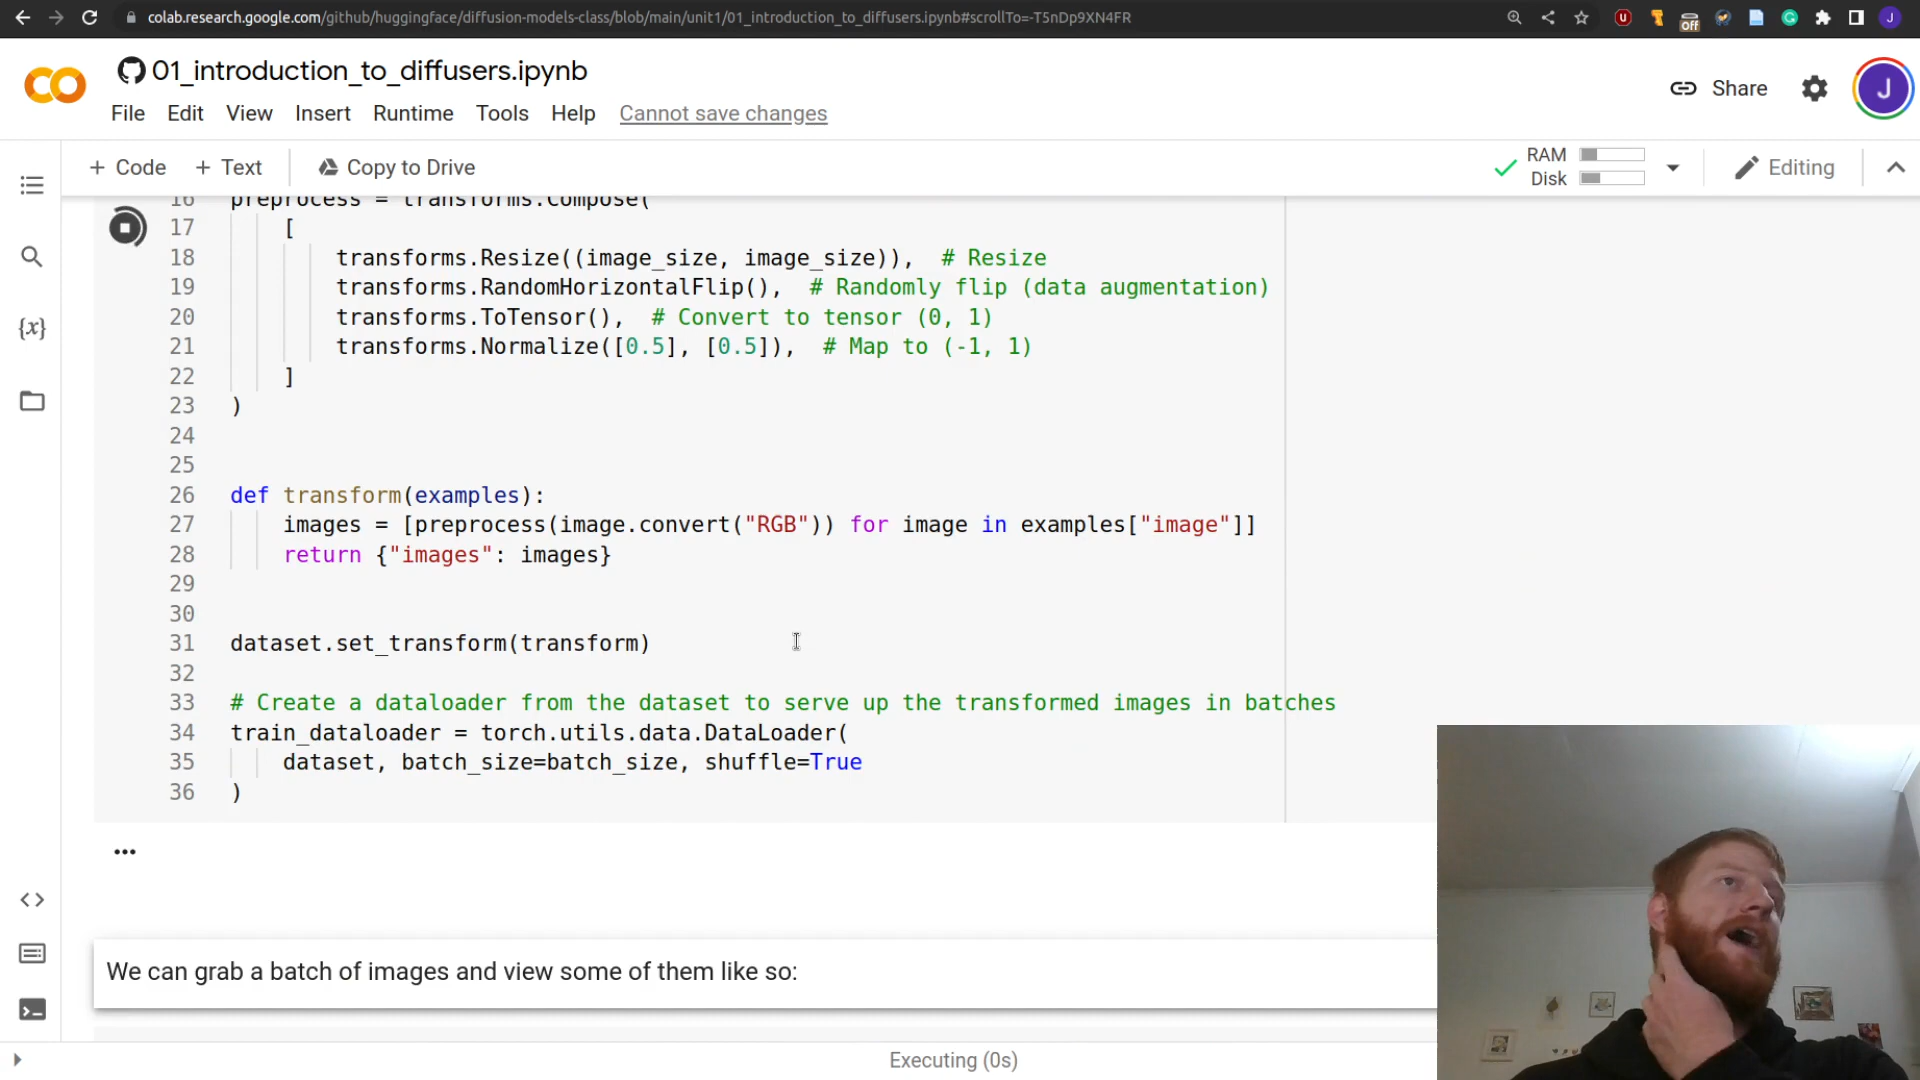 colab.research.google.com/github/huggingface/diffusion-models-class/blob/main/unit1/01_introduction_to_diffusers.ipynb#scrollTo=-T5nDp9XN4FR
Off
J
01_introduction_to_diffusers.ipynb
Share
J
File Edit View Insert Runtime Tools Help Cannot save changes
+ Code + Text Copy to Drive
RAM
Disk
Editing
{x}
16 preprocess = transforms.Compose(
17 [
18 transforms.Resize((image_size, image_size)), # Resize
19 transforms.RandomHorizontalFlip(), # Randomly flip (data augmentation)
20 transforms.ToTensor(), # Convert to tensor (0, 1)
21 transforms.Normalize([0.5], [0.5]), # Map to (-1, 1)
22 ]
23 )
24
25
26 def transform(examples):
27 images = [preprocess(image.convert("RGB")) for image in examples["image"]]
28 return {"images": images}
29
30
31 dataset.set_transform(transform)
32
33 # Create a dataloader from the dataset to serve up the transformed images in batches
34 train_dataloader = torch.utils.data.DataLoader(
35 dataset, batch_size=batch_size, shuffle=True
36 )
We can grab a batch of images and view some of them like so:
Executing (0s)